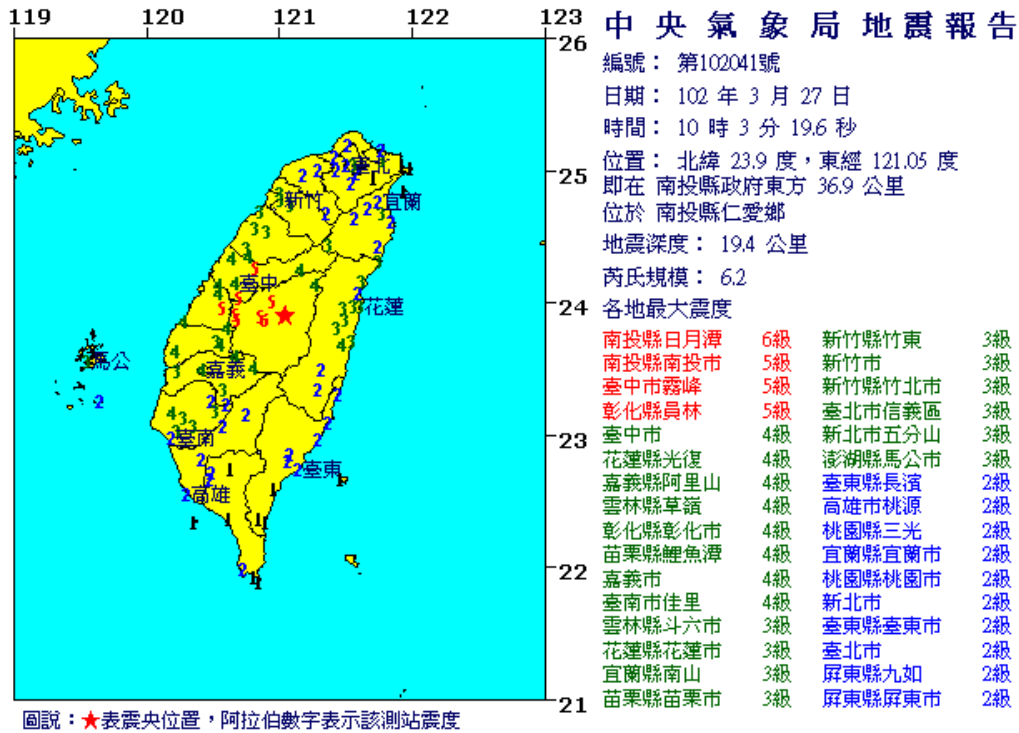 119 120 121 122 123
26
25
24
23
22
21
臺北
新竹
宜蘭
臺中
花蓮
馬公
嘉義
臺南
臺東
高雄
圖說：★表震央位置，阿拉伯數字表示該測站震度
中央氣象局地震報告
編號： 第102041號
日期： 102 年 3 月 27 日
時間： 10 時 3 分 19.6 秒
位置： 北緯 23.9 度，東經 121.05 度
即在 南投縣政府東方 36.9 公里
位於 南投縣仁愛鄉
地震深度： 19.4 公里
芮氏規模： 6.2
各地最大震度
南投縣日月潭 6級 新竹縣竹東 3級
南投縣南投市 5級 新竹市 3級
臺中市霧峰 5級 新竹縣竹北市 3級
彰化縣員林 5級 臺北市信義區 3級
臺中市 4級 新北市五分山 3級
花蓮縣光復 4級 澎湖縣馬公市 3級
嘉義縣阿里山 4級 臺東縣長濱 2級
雲林縣草嶺 4級 高雄市桃源 2級
彰化縣彰化市 4級 桃園縣三光 2級
苗栗縣鯉魚潭 4級 宜蘭縣宜蘭市 2級
嘉義市 4級 桃園縣桃園市 2級
臺南市佳里 4級 新北市 2級
雲林縣斗六市 3級 臺東縣臺東市 2級
花蓮縣花蓮市 3級 臺北市 2級
宜蘭縣南山 3級 屏東縣九如 2級
苗栗縣苗栗市 3級 屏東縣屏東市 2級